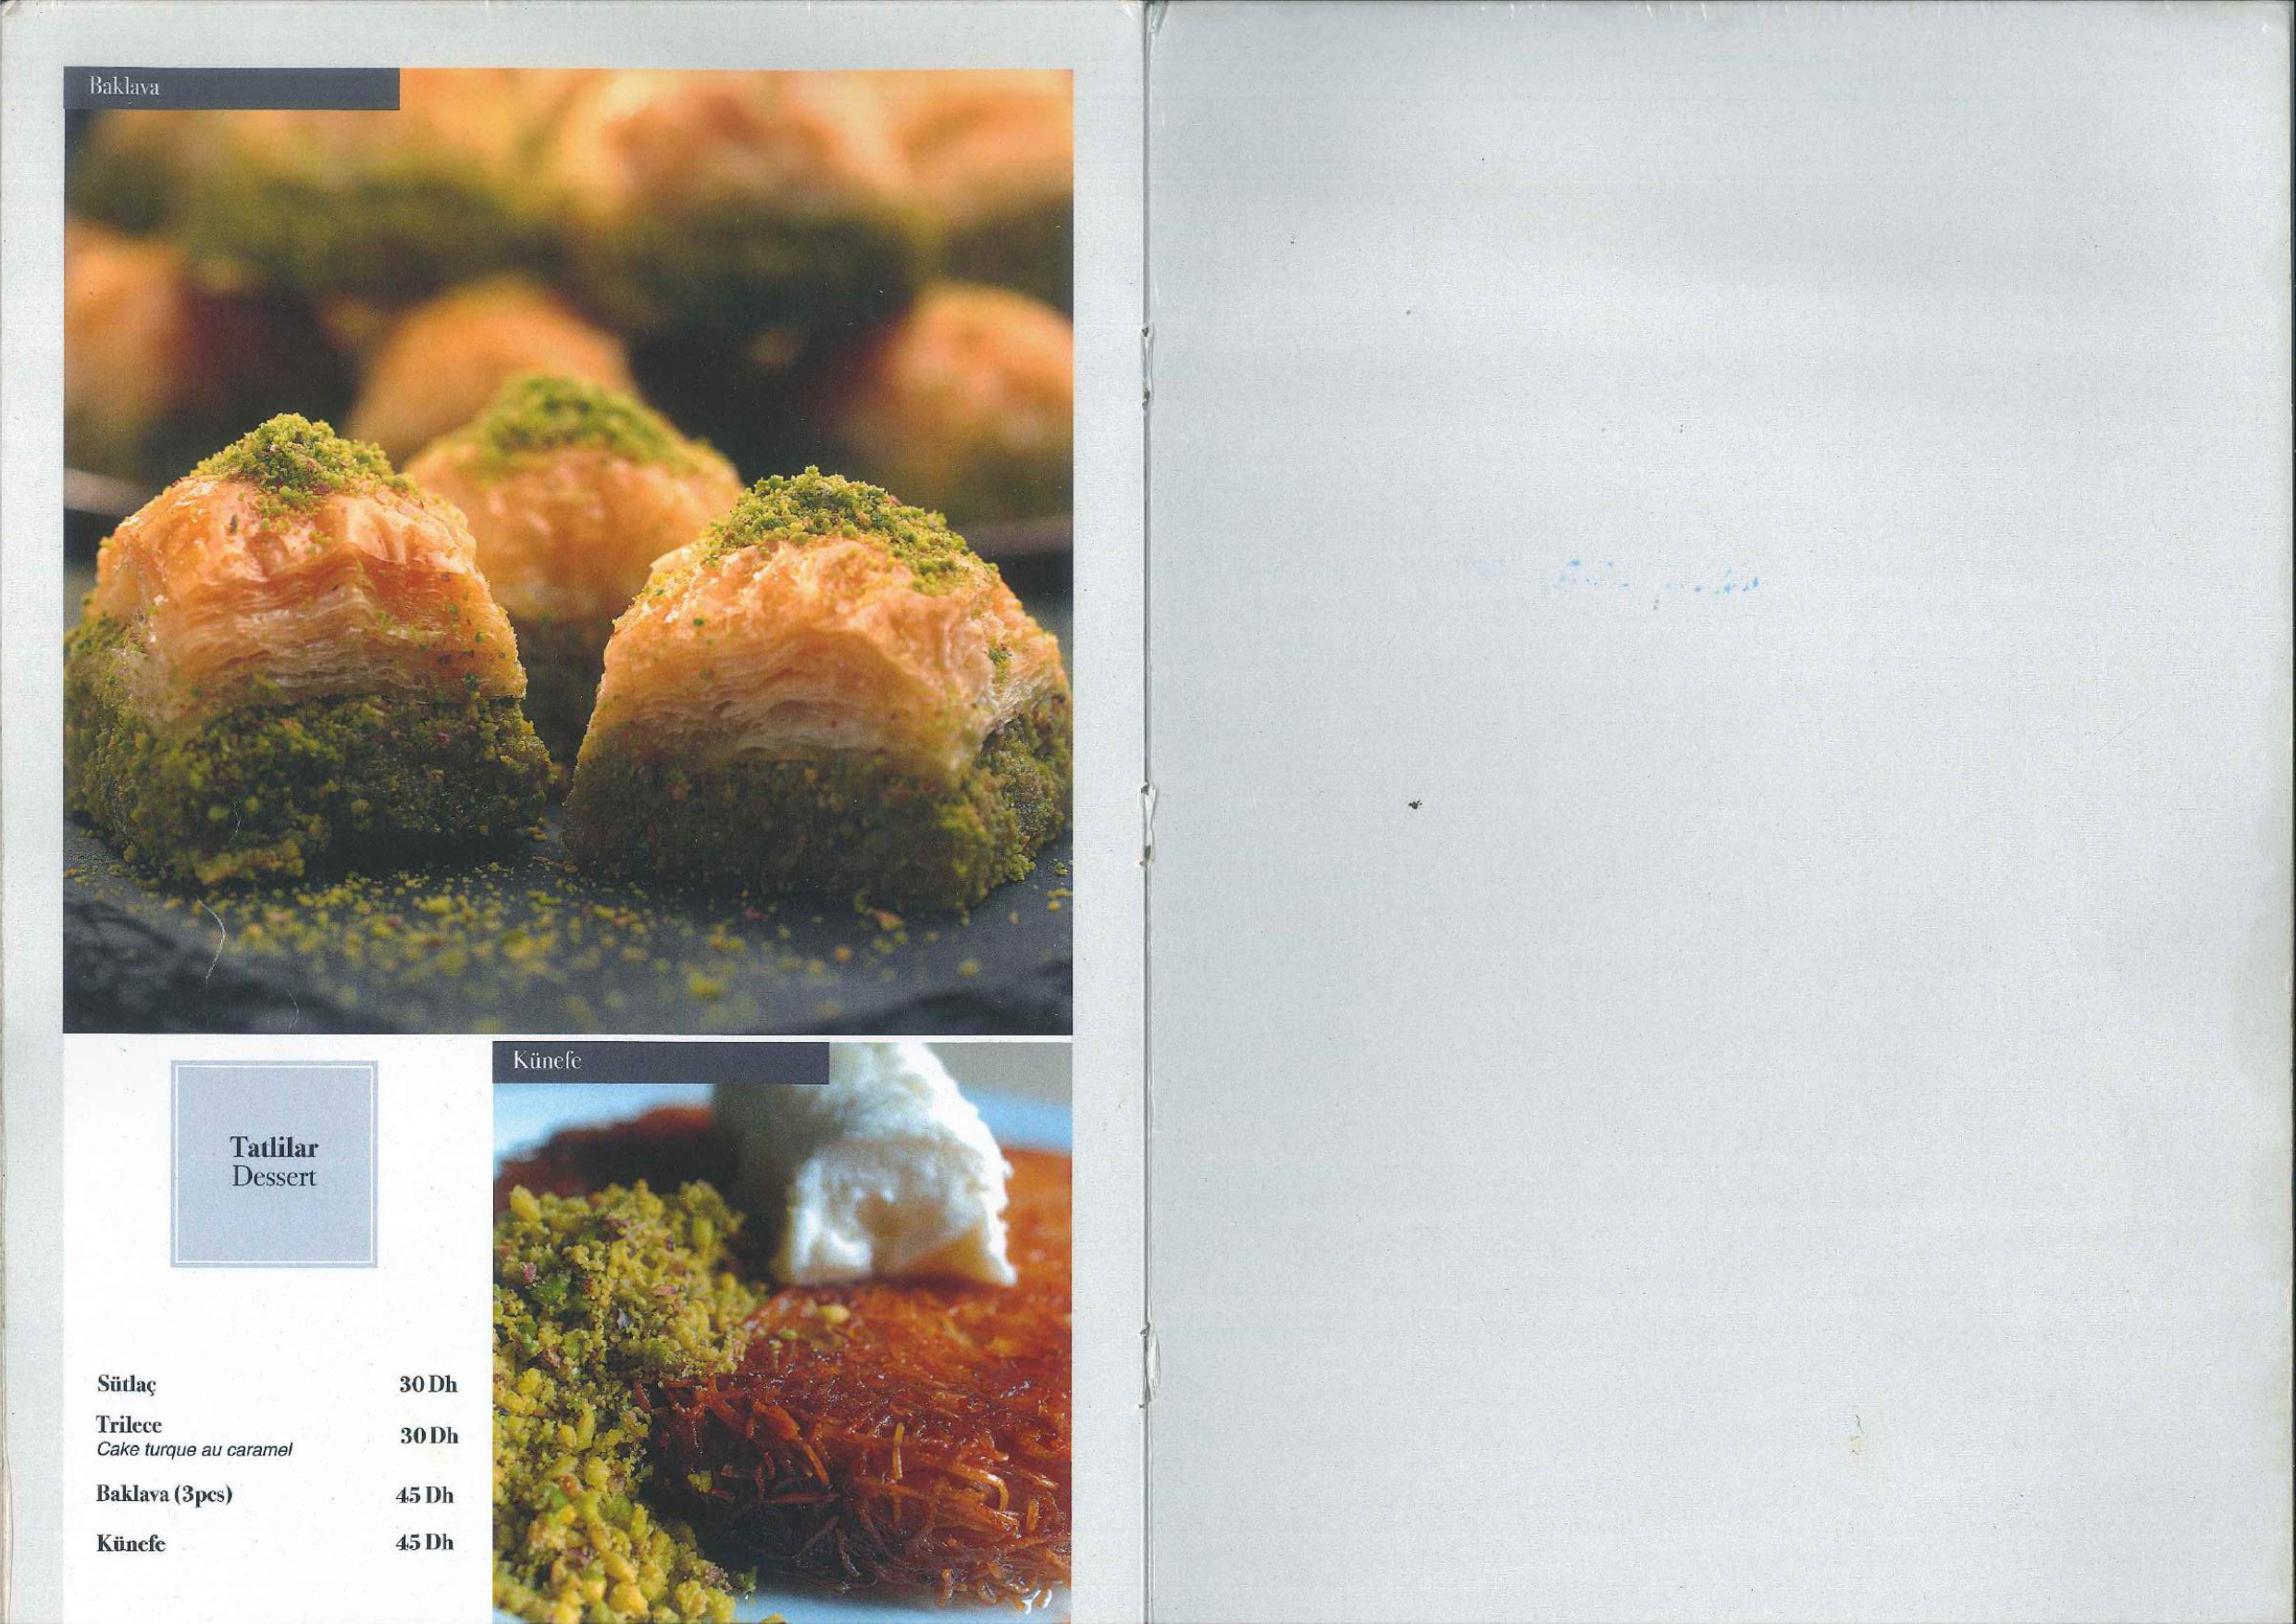 Baklava
Künefe
Tatlilar
Dessert
Sütlaç 30 Dh
Trilece 30 Dh
Cake turque au caramel
Baklava (3pcs) 45 Dh
Künefe 45 Dh